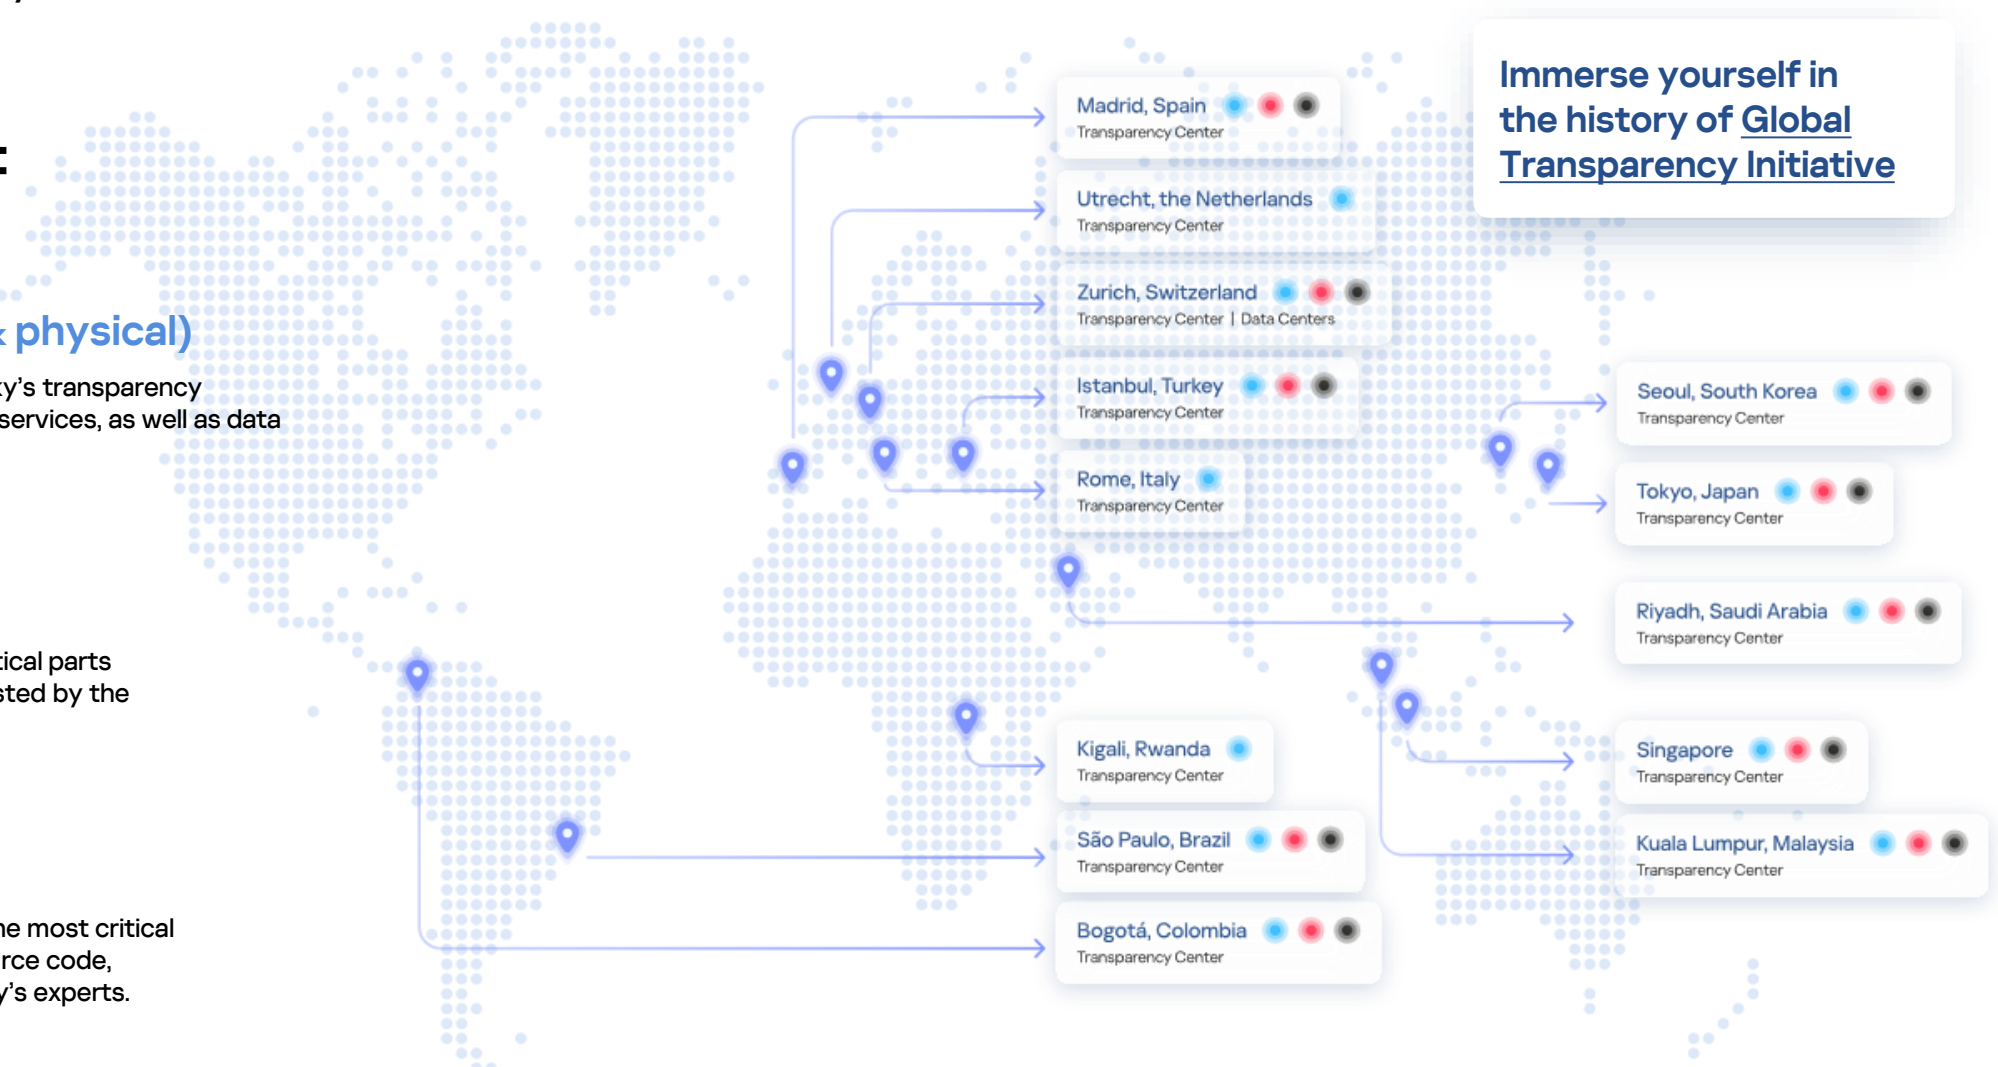 & physical)
ky's transparency
services, as well as data
tical parts
sted by the
he most critical
rce code,
y's experts.
Madrid, Spain
Transparency Center
Utrecht, the Netherlands
Transparency Center
Zurich, Switzerland
Transparency Center | Data Centers
Istanbul, Turkey
Transparency Center
Rome, Italy
Transparency Center
Kigali, Rwanda
Transparency Center
São Paulo, Brazil
Transparency Center
Bogotá, Colombia
Transparency Center
Immerse yourself in
the history of Global
Transparency Initiative
Seoul, South Korea
Transparency Center
Tokyo, Japan
Transparency Center
Riyadh, Saudi Arabia
Transparency Center
Singapore
Transparency Center
Kuala Lumpur, Malaysia
Transparency Center